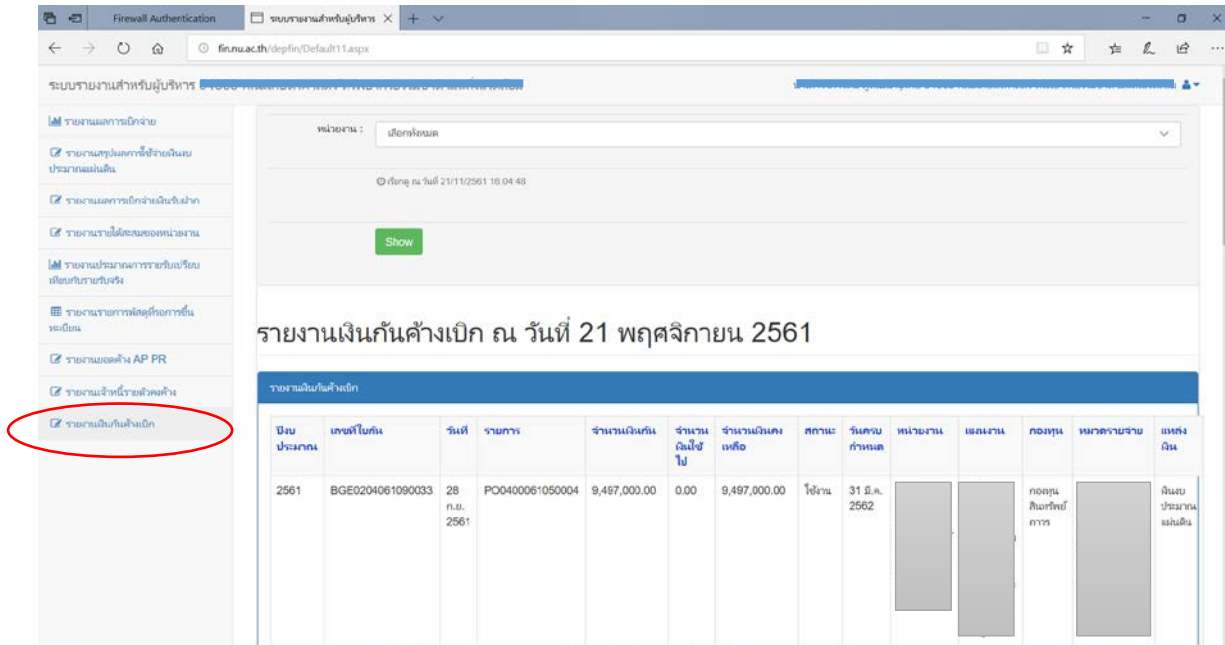 Firewall Authentication
ระบบรายงานสำหรับผู้บริหาร
fin.nu.ac.th/depfin/Default11.aspx
ระบบรายงานสำหรับผู้บริหาร
รายงานผลการเบิกจ่าย
รายงานสรุปผลการใช้จ่ายเงินงบ
ประมาณแผ่นดิน
รายงานผลการเบิกจ่ายเงินรับฝาก
รายงานรายได้สะสมของหน่วยงาน
รายงานประมาณการรายรับเปรียบ
เทียบกับรายรับจริง
รายงานรายการพัสดุที่รอการขึ้น
ทะเบียน
รายงานยอดค้าง AP PR
รายงานเจ้าหนี้รายตัวคงค้าง
รายงานเงินกันค้างเบิก
หน่วยงาน :
เลือกทั้งหมด
เรียกดู ณ วันที่ 21/11/2561 16:04:48
Show
รายงานเงินกันค้างเบิก ณ วันที่ 21 พฤศจิกายน 2561
รายงานเงินกันค้างเบิก
ปีงบ เลขที่ใบกัน วันที่ รายการ จำนวนเงินกัน จำนวน จำนวนเงินคง สถานะ วันครบ หน่วยงาน แผนงาน กองทุน หมวดรายจ่าย แหล่ง
ประมาณ เงินใช้ เหลือ กำหนด เงิน
ไป
2561 BGE0204061090033 28 PO0400061050004 9,497,000.00 0.00 9,497,000.00 ใช้งาน 31 มี.ค. กองทุน เงินงบ
ก.ย. 2562 สินทรัพย์ ประมาณ
2561 ถาวร แผ่นดิน